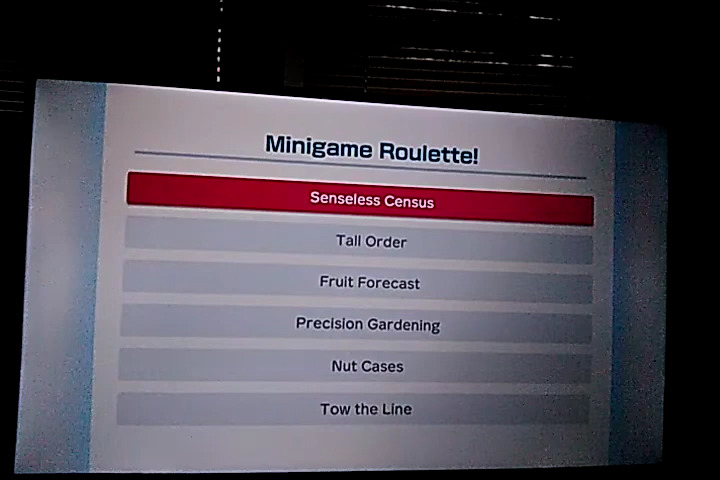 Minigame Roulette!
Senseless Census
Tall Order
Fruit Forecast
Precision Gardening
Nut Cases
Tow the Line